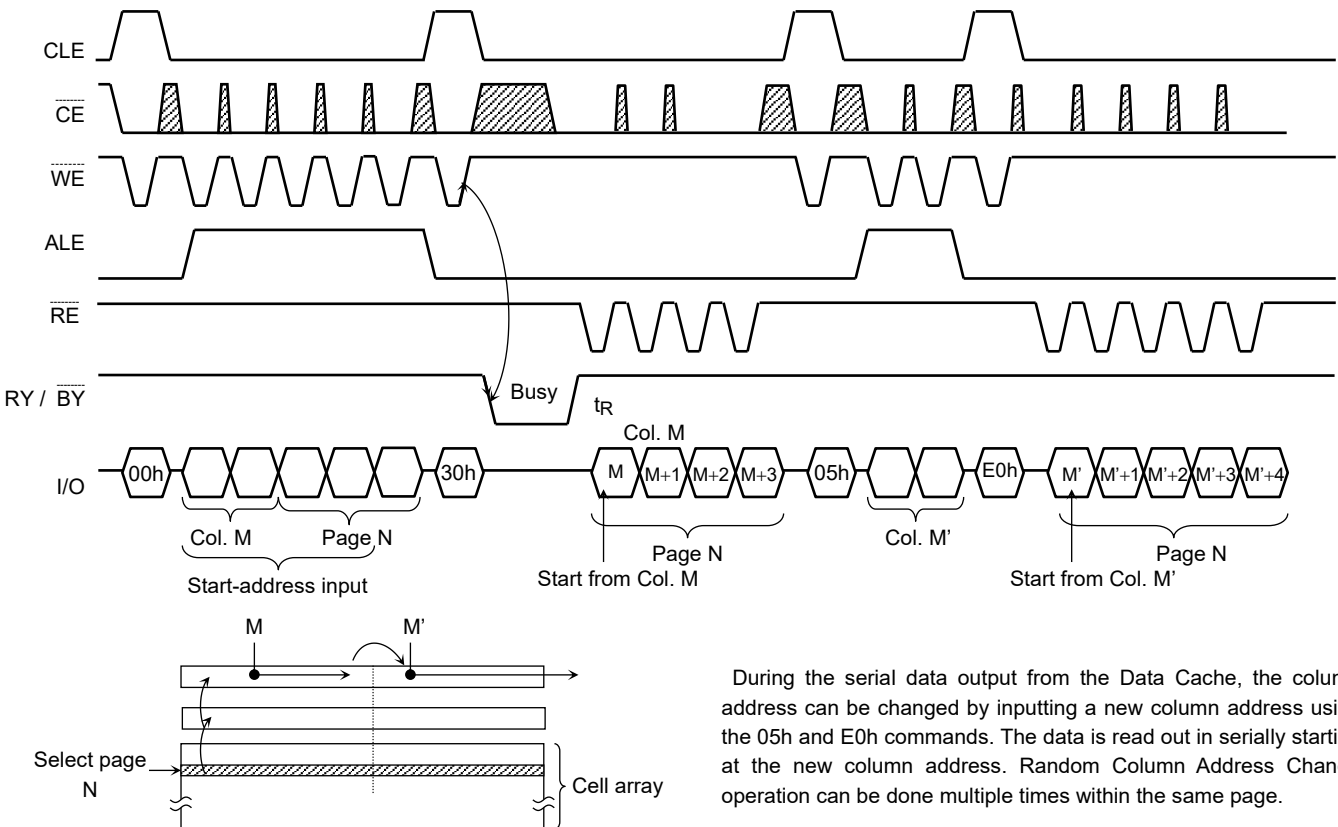 CLE
CE
WE
ALE
RE
RY / BY
Busy
tR
Col. M
I/O
00h
30h
M
M+1
M+2
M+3
05h
E0h
M'
M'+1
M'+2
M'+3
M'+4
Col. M
Page N
Start-address input
Page N
Start from Col. M
Col. M'
Page N
Start from Col. M'
M
M'
Select page
N
Cell array
During the serial data output from the Data Cache, the colum
address can be changed by inputting a new column address usi
the 05h and E0h commands. The data is read out in serially starti
at the new column address. Random Column Address Chan
operation can be done multiple times within the same page.